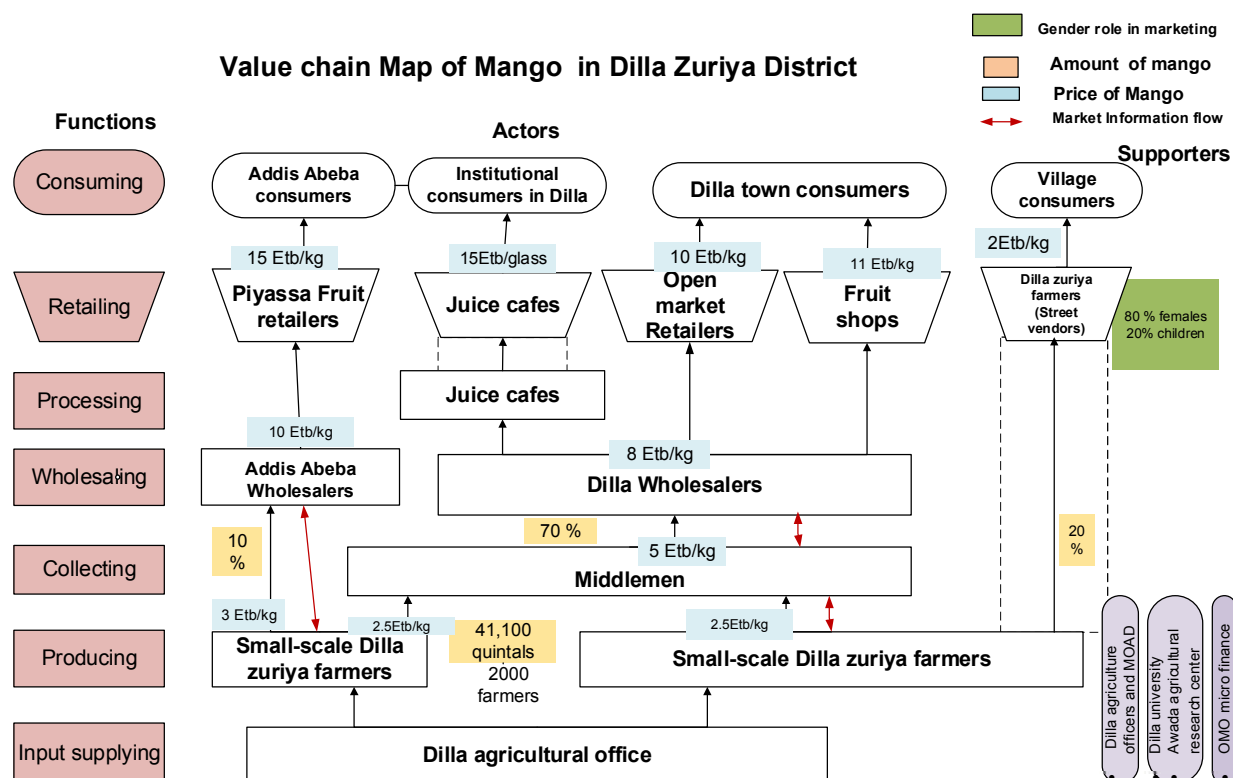 Gender role in marketing
Amount of mango
Price of Mango
Market Information flow
Value chain Map of Mango in Dilla Zuriya District
Functions
Actors
Supporters
Consuming
Addis Abeba
consumers
Institutional
consumers in Dilla
Dilla town consumers
Village
consumers
15 Etb/kg
15Etb/glass
10 Etb/kg
11 Etb/kg
2Etb/kg
Retailing
Piyassa Fruit
retailers
Juice cafes
Open
market
Retailers
Fruit
shops
Dilla zuriya
farmers
(Street
vendors)
80 % females
20% children
Processing
Juice cafes
10 Etb/kg
8 Etb/kg
Wholesaling
Addis Abeba
Wholesalers
Dilla Wholesalers
10
%
70 %
20
%
5 Etb/kg
Collecting
Middlemen
3 Etb/kg
2.5Etb/kg
2.5Etb/kg
41,100
quintals
2000
farmers
Producing
Small-scale Dilla
zuriya farmers
Small-scale Dilla zuriya farmers
Dilla agriculture
officers and MOAD
Dilla university
Awada agricultural
research center
OMO micro finance
Input supplying
Dilla agricultural office